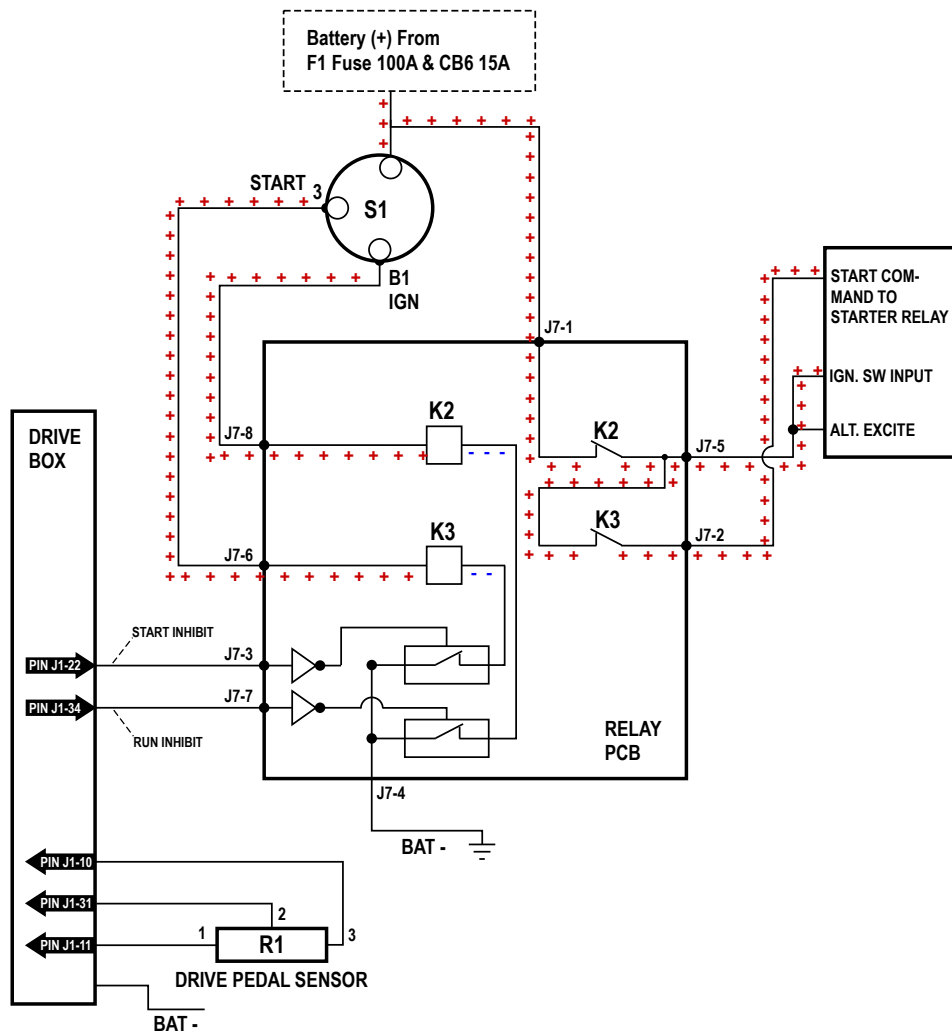 Battery (+) From
F1 Fuse 100A & CB6 15A
START
3
S1
B1
IGN
START COM-
MAND TO
STARTER RELAY
IGN. SW INPUT
ALT. EXCITE
J7-1
DRIVE
BOX
J7-8
K2
K2
J7-5
J7-6
K3
K3
J7-2
START INHIBIT
PIN J1-22
J7-3
PIN J1-34
J7-7
RUN INHIBIT
RELAY
PCB
J7-4
BAT -
PIN J1-10
PIN J1-31
2
PIN J1-11
1
R1
3
DRIVE PEDAL SENSOR
BAT -